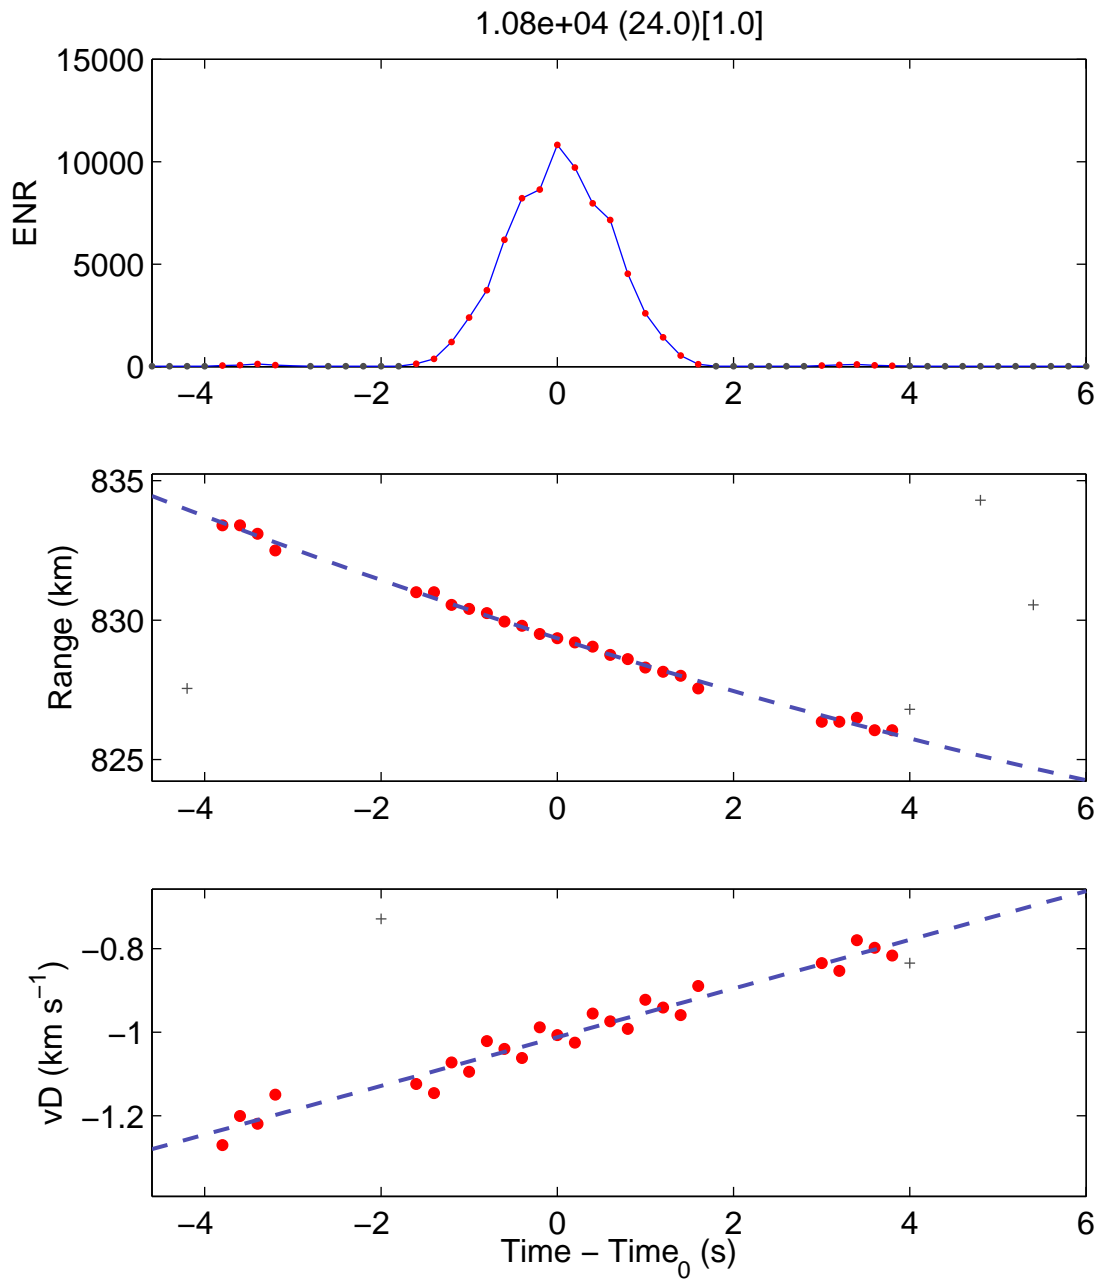 1.08e+04 (24.0)[1.0]
15000
10000
5000
0
ENR
−4 −2 0 2 4 6
835
830
825
Range (km)
−4 −2 0 2 4 6
−0.8
−1
−1.2
vD (km s−1)
−4 −2 0 2 4 6
Time − Time0 (s)